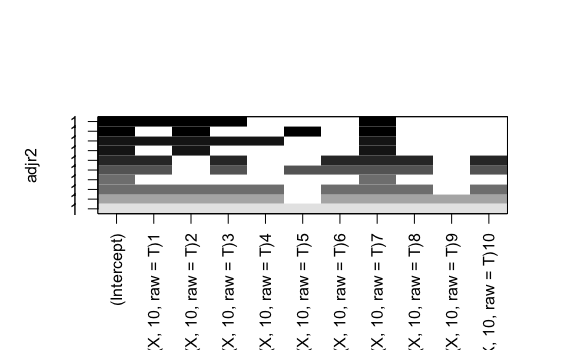 adjr2
(Intercept)
(X, 10, raw = T)1
(X, 10, raw = T)2
(X, 10, raw = T)3
(X, 10, raw = T)4
(X, 10, raw = T)5
(X, 10, raw = T)6
(X, 10, raw = T)7
(X, 10, raw = T)8
(X, 10, raw = T)9
X, 10, raw = T)10